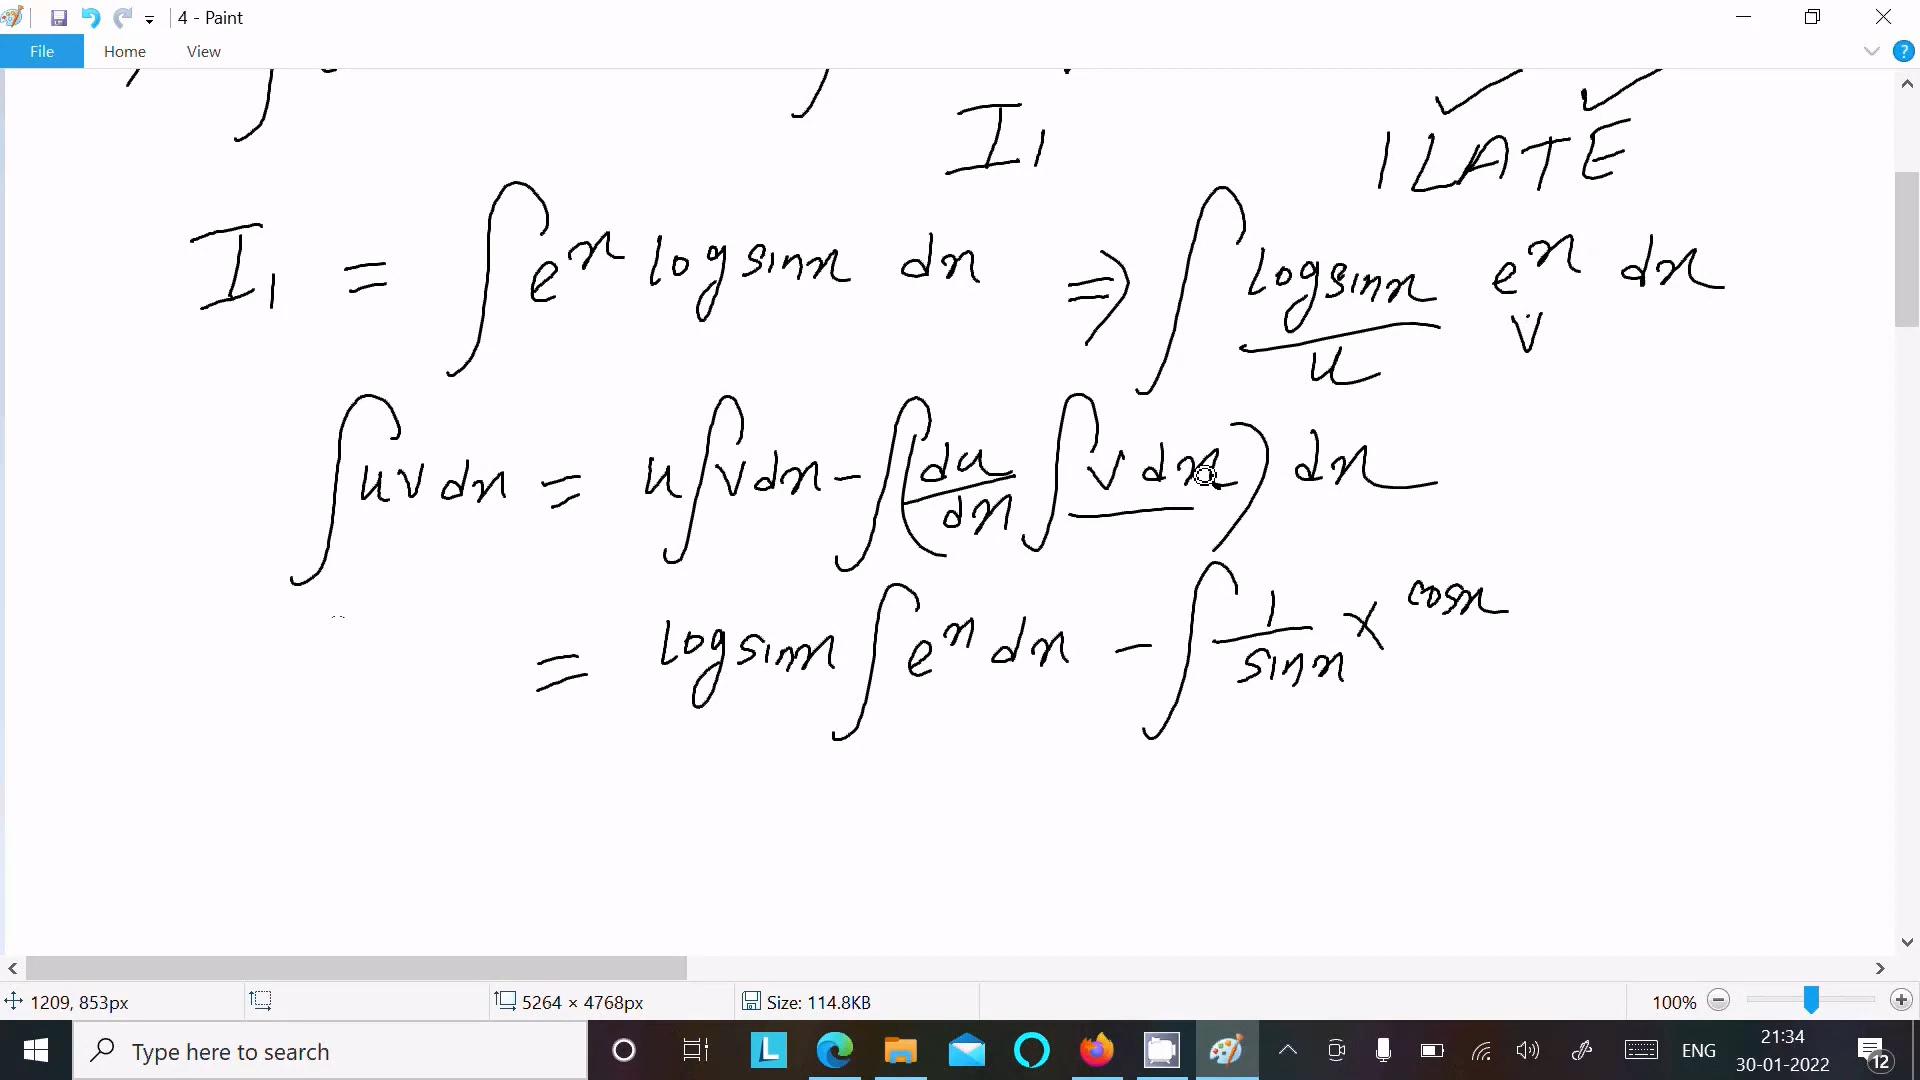 4 - Paint
File Home View
I₁ I L A T E
I₁ = ∫ eˣ log sinx dx ⇒ ∫ log sinx eˣ dx
u v
∫ u v dx = u ∫ v dx - ∫ (du/dx ∫ v dx) dx
= log sinx ∫ eˣ dx - ∫ 1/sinx × cosx
1209, 853px 5264 × 4768px Size: 114.8KB 100%
Type here to search L ENG 21:34
30-01-2022 12